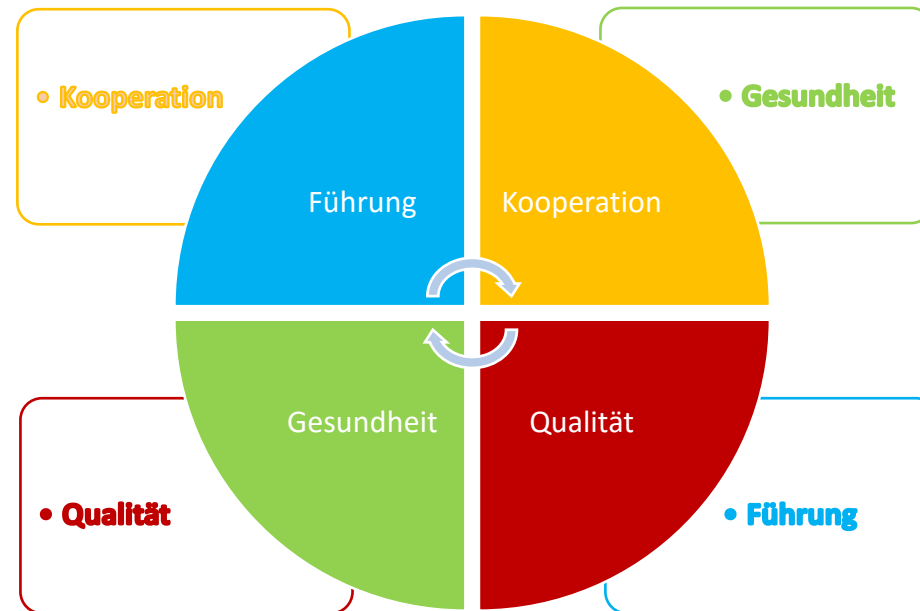 • Kooperation
• Gesundheit
Führung
Kooperation
Gesundheit
Qualität
• Qualität
• Führung